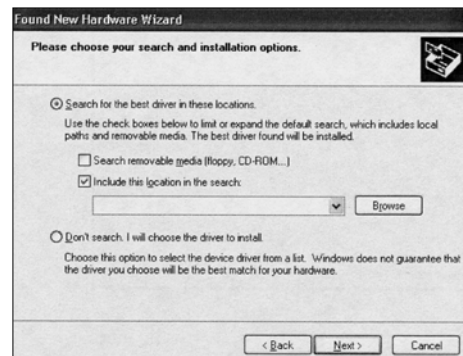 Found New Hardware Wizard
Please choose your search and installation options.
Search for the best driver in these locations.
Use the check boxes below to limit or expand the default search, which includes local
paths and removable media. The best driver found will be installed.
Search removable media (floppy, CD-ROM...)
Include this location in the search:
Browse
Don't search. I will choose the driver to install.
Choose this option to select the device driver from a list. Windows does not guarantee that
the driver you choose will be the best match for your hardware.
< Back Next > Cancel